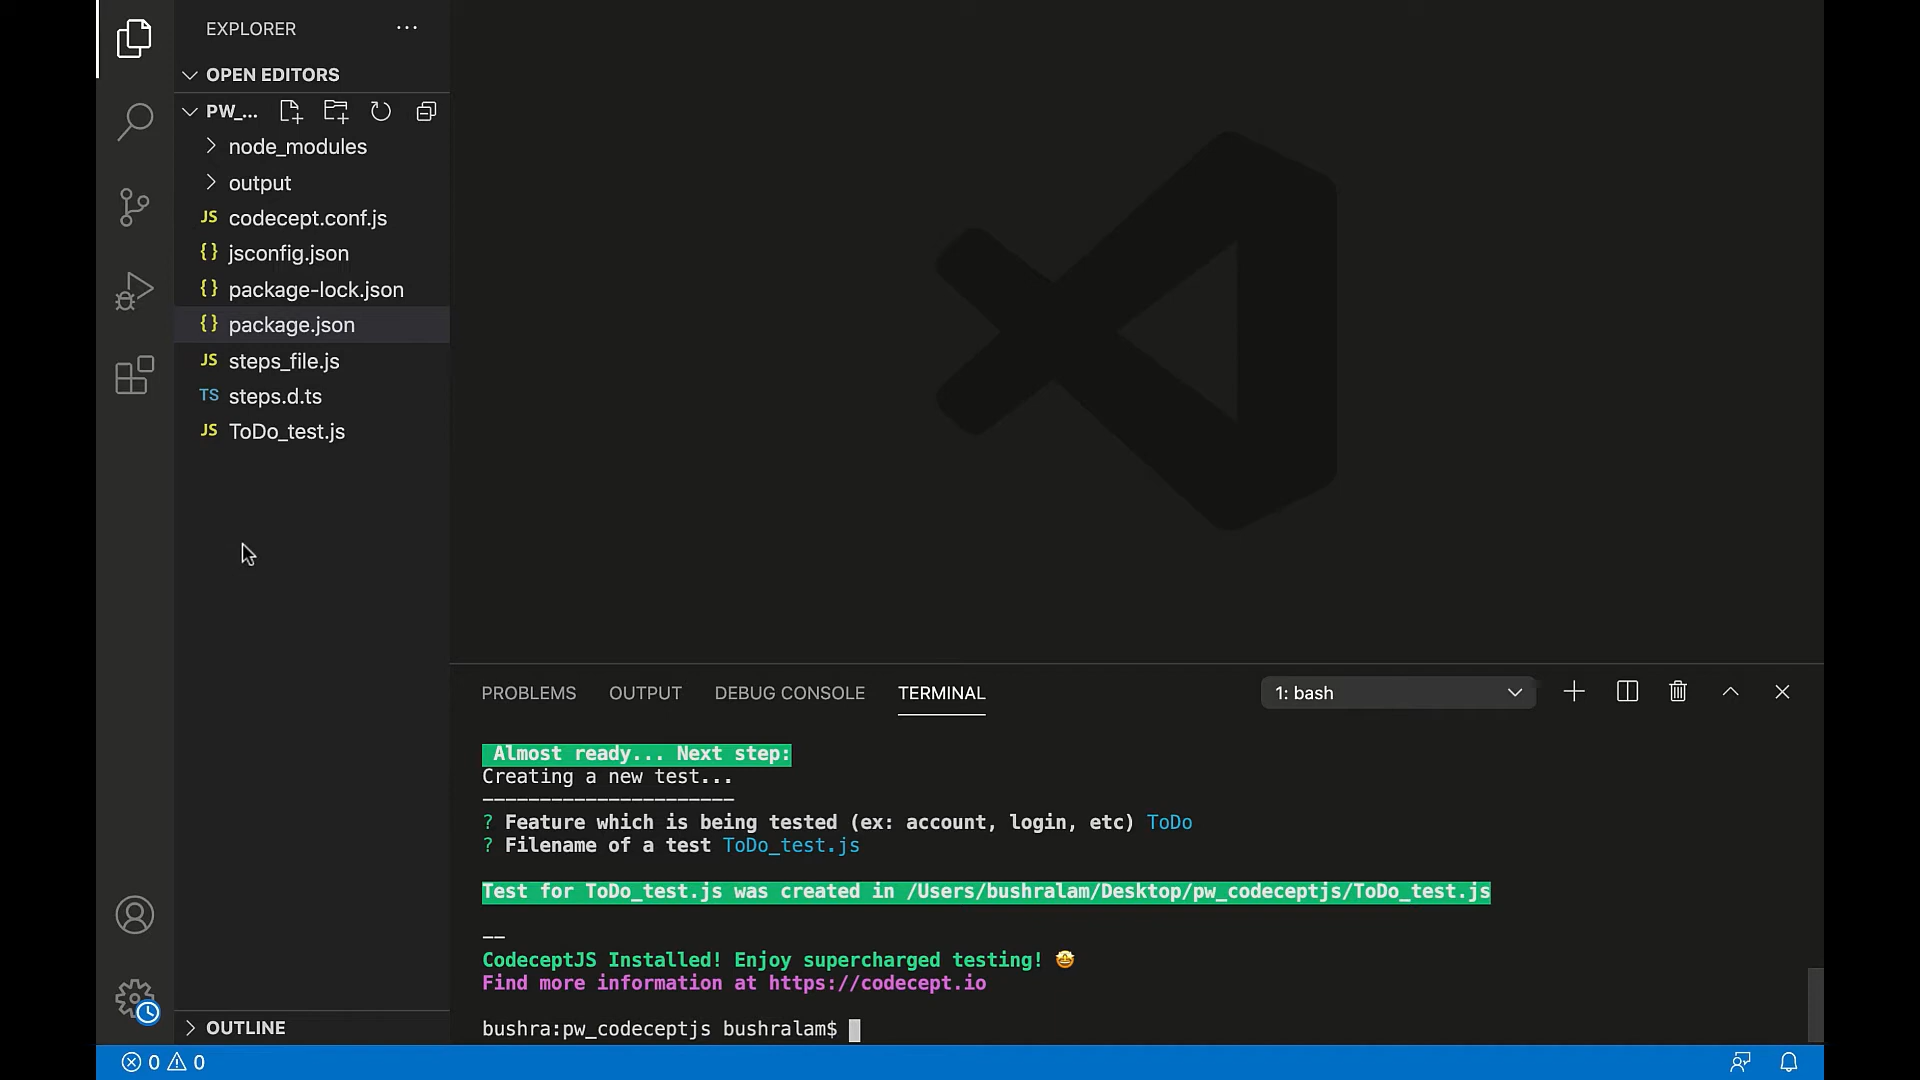 EXPLORER
OPEN EDITORS
PW_...
node_modules
output
JS codecept.conf.js
{} jsconfig.json
{} package-lock.json
{} package.json
JS steps_file.js
TS steps.d.ts
JS ToDo_test.js
OUTLINE
PROBLEMS OUTPUT DEBUG CONSOLE TERMINAL 1: bash
Almost ready... Next step:
Creating a new test...
----------------------
? Feature which is being tested (ex: account, login, etc) ToDo
? Filename of a test ToDo_test.js
Test for ToDo_test.js was created in /Users/bushralam/Desktop/pw_codeceptjs/ToDo_test.js
--
CodeceptJS Installed! Enjoy supercharged testing! 🤩
Find more information at https://codecept.io
bushra:pw_codeceptjs bushralam$
0 0